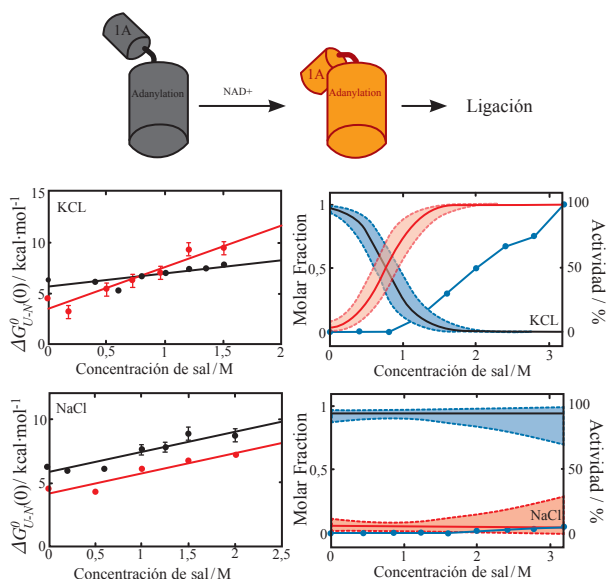 1A
Adanylation
NAD+
1A
Adanylation
Ligación
ΔG⁰U-N(0)/ kcal·mol⁻¹
15
10
5
0
KCL
0 0,5 1 1,5 2
Concentración de sal/M
Molar Fraction
1
0,5
0
KCL
100
50
0
Actividad / %
0 1 2 3
Concentración de sal/M
ΔG⁰U-N(0)/ kcal·mol⁻¹
10
5
0
NaCl
0 0,5 1 1,5 2 2,5
Concentración de sal/M
Molar Fraction
1
0,5
0
NaCl
100
50
0
Actividad / %
0 1 2 3
Concentración de sal/M